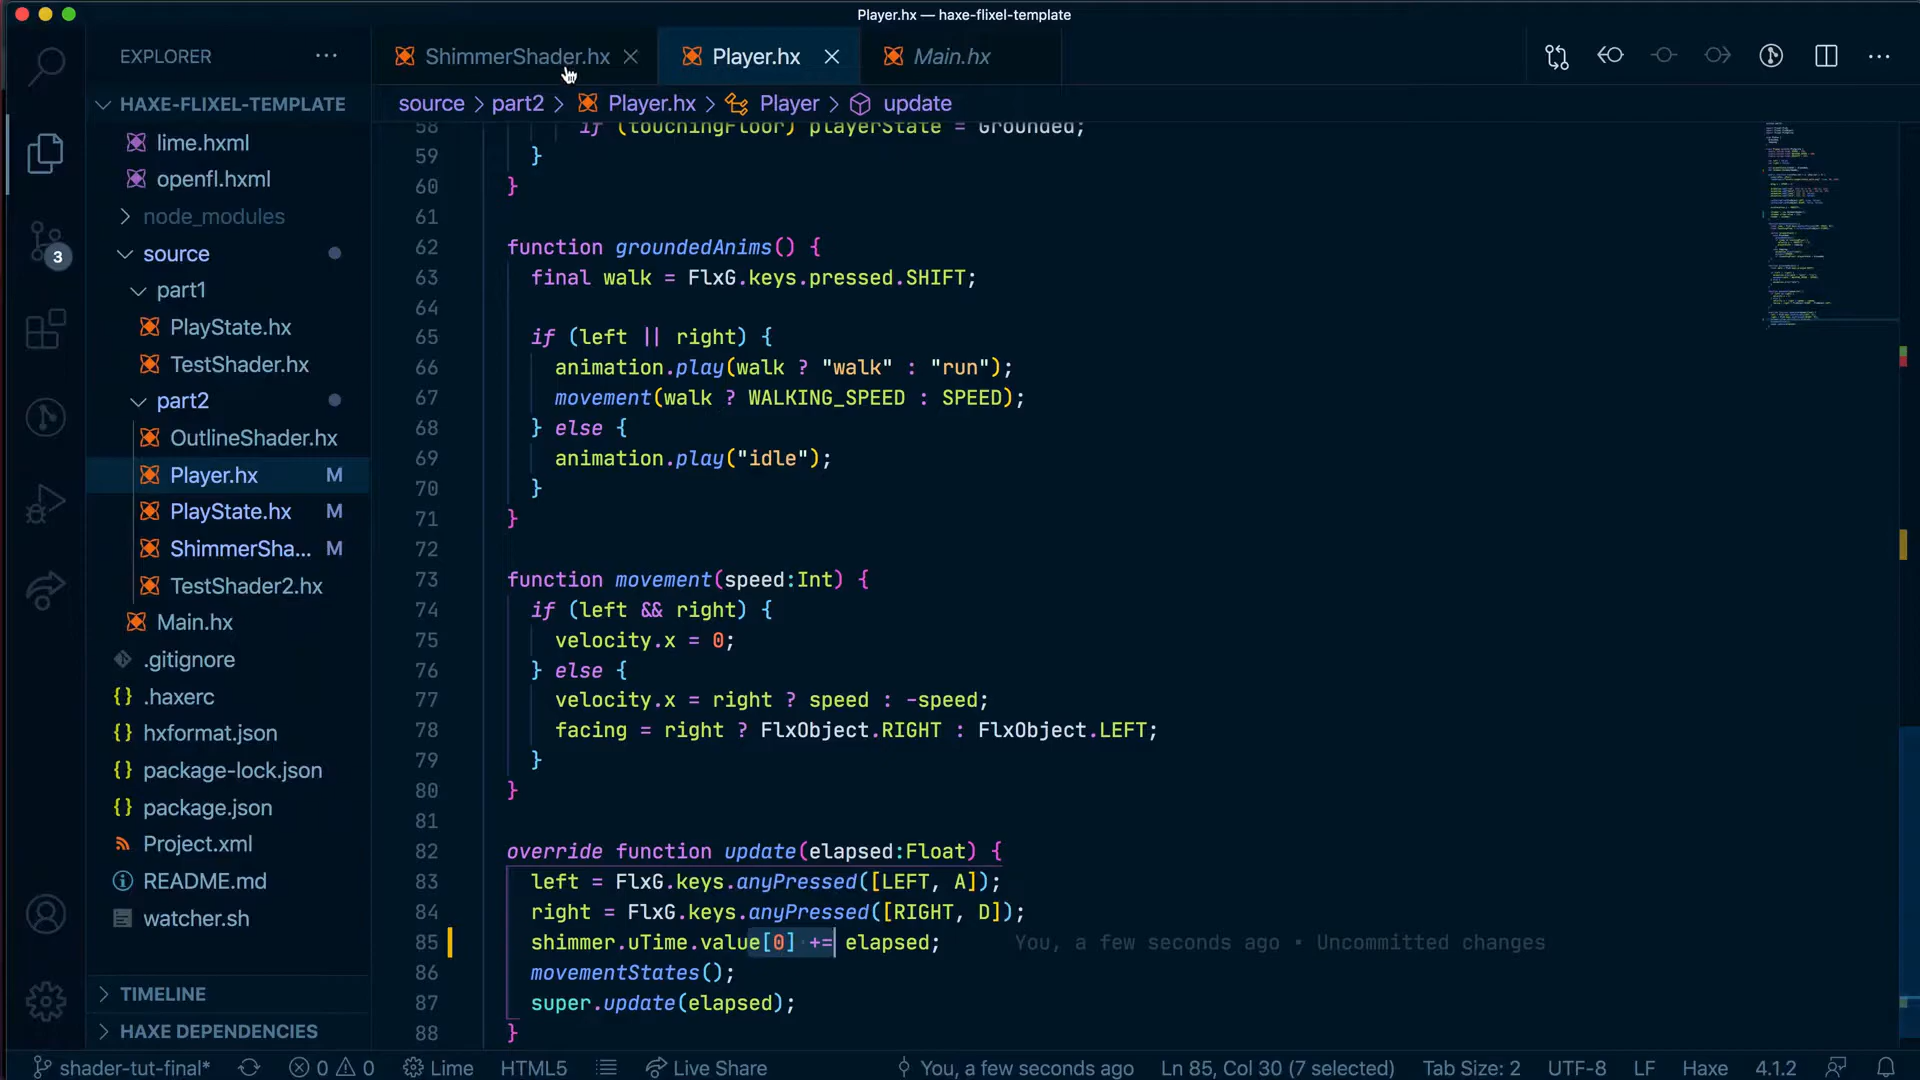 Player.hx — haxe-flixel-template
EXPLORER
HAXE-FLIXEL-TEMPLATE
lime.hxml
openfl.hxml
node_modules
source
part1
PlayState.hx
TestShader.hx
part2
OutlineShader.hx
Player.hx M
PlayState.hx M
ShimmerSha... M
TestShader2.hx
Main.hx
.gitignore
.haxerc
hxformat.json
package-lock.json
package.json
Project.xml
README.md
watcher.sh
TIMELINE
HAXE DEPENDENCIES
3
ShimmerShader.hx Player.hx Main.hx
source > part2 > Player.hx > Player > update
58 if (touchingFloor) playerState = Grounded;
59 }
60 }
61
62 function groundedAnims() {
63 final walk = FlxG.keys.pressed.SHIFT;
64
65 if (left || right) {
66 animation.play(walk ? "walk" : "run");
67 movement(walk ? WALKING_SPEED : SPEED);
68 } else {
69 animation.play("idle");
70 }
71 }
72
73 function movement(speed:Int) {
74 if (left && right) {
75 velocity.x = 0;
76 } else {
77 velocity.x = right ? speed : -speed;
78 facing = right ? FlxObject.RIGHT : FlxObject.LEFT;
79 }
80 }
81
82 override function update(elapsed:Float) {
83 left = FlxG.keys.anyPressed([LEFT, A]);
84 right = FlxG.keys.anyPressed([RIGHT, D]);
85 shimmer.uTime.value[0] += elapsed; You, a few seconds ago • Uncommitted changes
86 movementStates();
87 super.update(elapsed);
88 }
shader-tut-final* 0 0 Lime HTML5 Live Share You, a few seconds ago Ln 85, Col 30 (7 selected) Tab Size: 2 UTF-8 LF Haxe 4.1.2